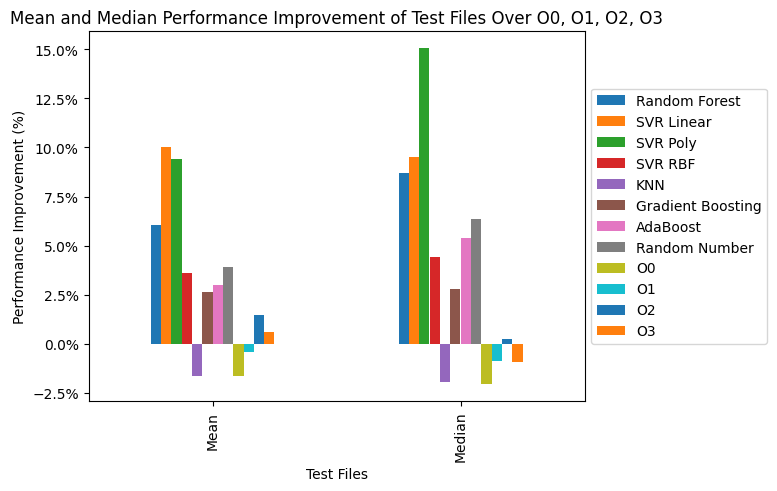 Mean and Median Performance Improvement of Test Files Over O0, O1, O2, O3
Performance Improvement (%)
15.0%
12.5%
10.0%
7.5%
5.0%
2.5%
0.0%
−2.5%
Mean
Median
Test Files
Random Forest
SVR Linear
SVR Poly
SVR RBF
KNN
Gradient Boosting
AdaBoost
Random Number
O0
O1
O2
O3